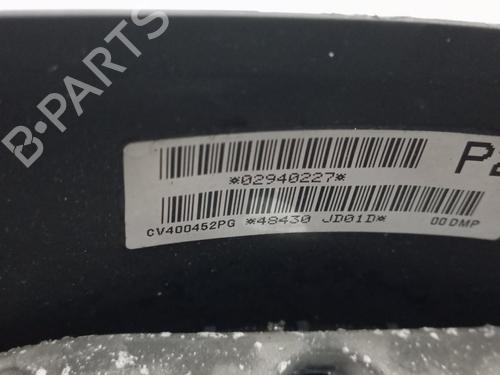 B-PARTS
*02940227*
CV400452PG *48430 JD01D* 00DMP